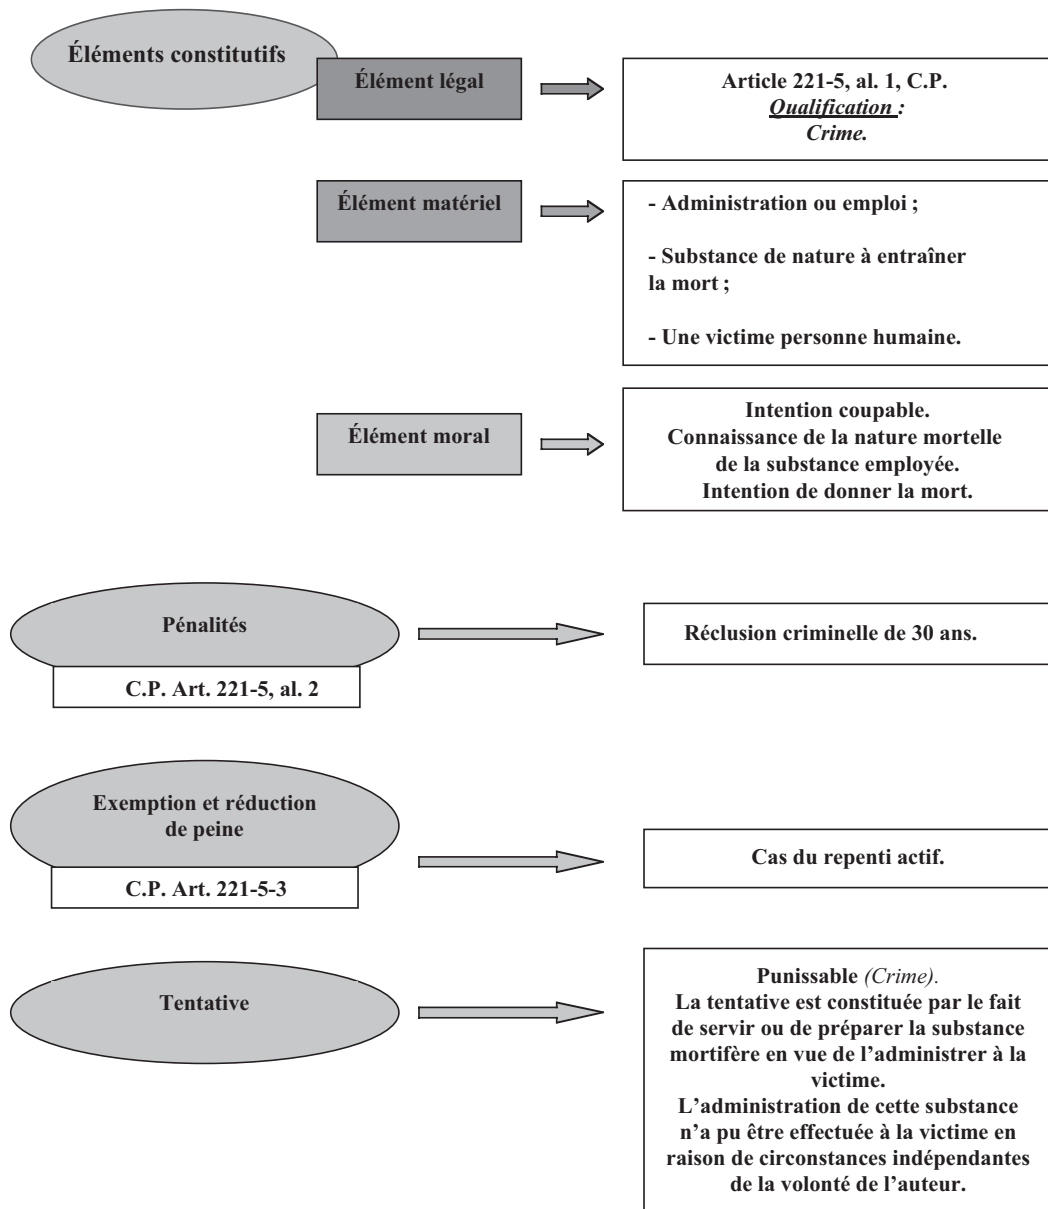 Éléments constitutifs
Élément légal
Article 221-5, al. 1, C.P.
Qualification :
Crime.
Élément matériel
- Administration ou emploi ;
- Substance de nature à entraîner
la mort ;
- Une victime personne humaine.
Élément moral
Intention coupable.
Connaissance de la nature mortelle
de la substance employée.
Intention de donner la mort.
Pénalités
C.P. Art. 221-5, al. 2
Réclusion criminelle de 30 ans.
Exemption et réduction
de peine
C.P. Art. 221-5-3
Cas du repenti actif.
Tentative
Punissable (Crime).
La tentative est constituée par le fait
de servir ou de préparer la substance
mortifère en vue de l’administrer à la
victime.
L’administration de cette substance
n’a pu être effectuée à la victime en
raison de circonstances indépendantes
de la volonté de l’auteur.